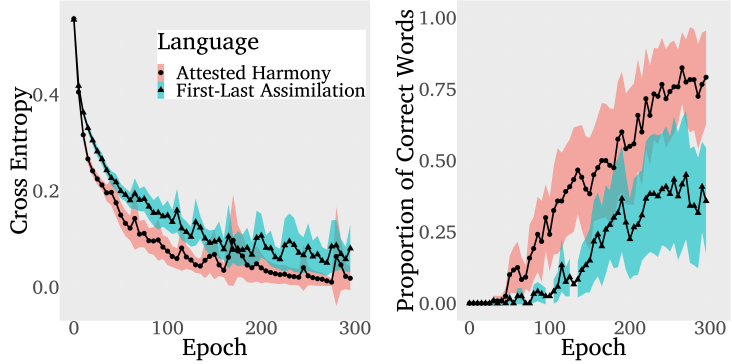 Cross Entropy
0.4
0.2
0.0
0
100
200
300
Epoch
Language
Attested Harmony
First-Last Assimilation
Proportion of Correct Words
1.00
0.75
0.50
0.25
0.00
0
100
200
300
Epoch